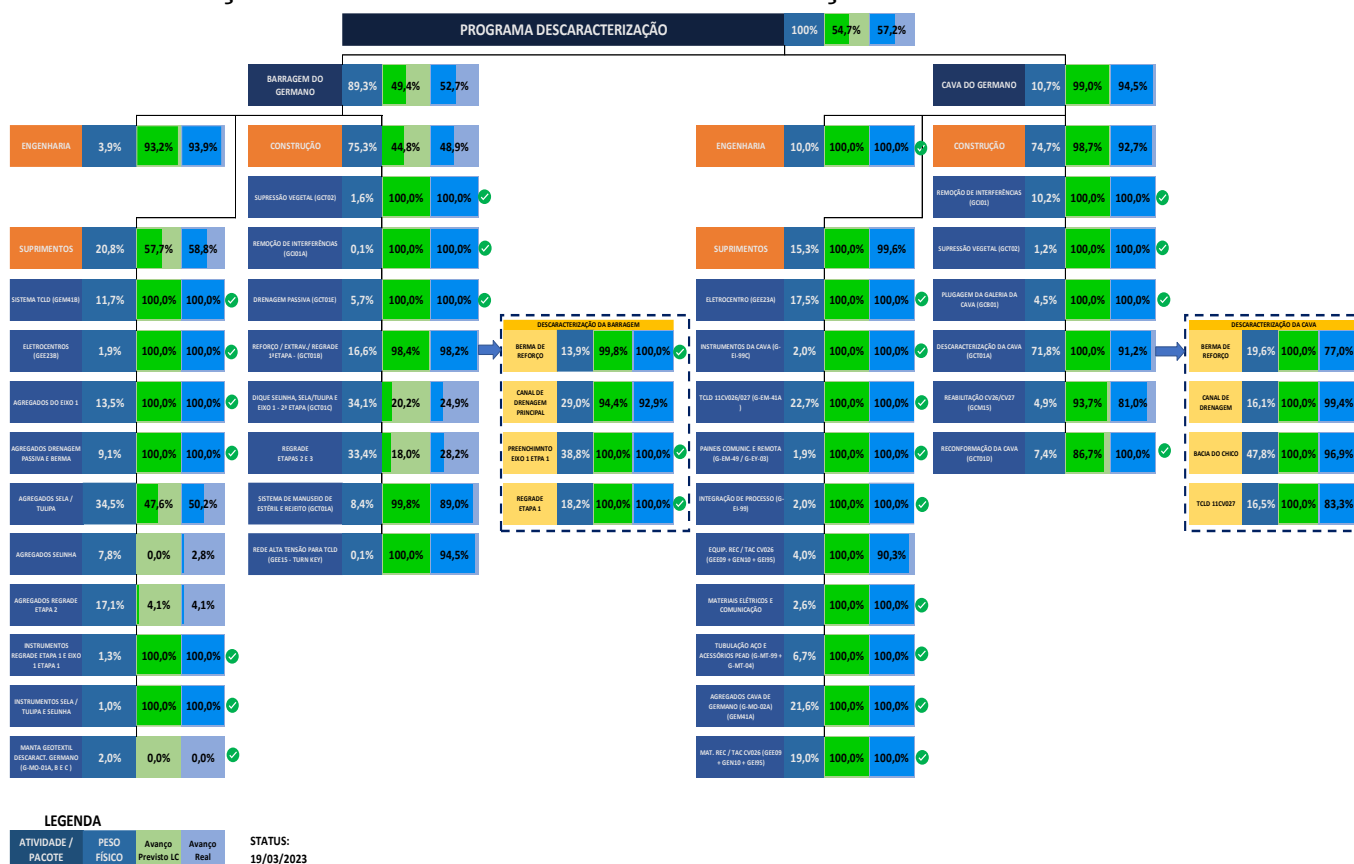 PROGRAMA DESCARACTERIZAÇÃO 100% 54,7% 57,2%
BARRAGEM DO
GERMANO
89,3% 49,4% 52,7%
CAVA DO GERMANO 10,7% 99,0% 94,5%
ENGENHARIA 3,9% 93,2% 93,9%
SUPRIMENTOS 20,8% 57,7% 58,8%
SISTEMA TCLD (GEM41B) 11,7% 100,0% 100,0%
ELETROCENTROS
(GEE23B)
1,9% 100,0% 100,0%
AGREGADOS DO EIXO 1 13,5% 100,0% 100,0%
AGREGADOS DRENAGEM
PASSIVA E BERMA
9,1% 100,0% 100,0%
AGREGADOS SELA /
TULIPA
34,5% 47,6% 50,2%
AGREGADOS SELINHA 7,8% 0,0% 2,8%
AGREGADOS REGRADE
ETAPA 2
17,1% 4,1% 4,1%
INSTRUMENTOS
REGRADE ETAPA 1 E EIXO
1 ETAPA 1
1,3% 100,0% 100,0%
INSTRUMENTOS SELA /
TULIPA E SELINHA
1,0% 100,0% 100,0%
MANTA GEOTEXTIL
DESCARACT. GERMANO
(G-MO-01A, B E C )
2,0% 0,0% 0,0%
CONSTRUÇÃO 75,3% 44,8% 48,9%
SUPRESSÃO VEGETAL (GCT02) 1,6% 100,0% 100,0%
REMOÇÃO DE INTERFERÊNCIAS
(GCI01A)
0,1% 100,0% 100,0%
DRENAGEM PASSIVA (GCT01E) 5,7% 100,0% 100,0%
REFORÇO / EXTRAV./ REGRADE
1ªETAPA - (GCT01B)
16,6% 98,4% 98,2%
DIQUE SELINHA, SELA/TULIPA E
EIXO 1 - 2ª ETAPA (GCT01C)
34,1% 20,2% 24,9%
REGRADE
ETAPAS 2 E 3
33,4% 18,0% 28,2%
SISTEMA DE MANUSEIO DE
ESTÉRIL E REJEITO (GCT01A)
8,4% 99,8% 89,0%
REDE ALTA TENSÃO PARA TCLD
(GEE15 - TURN KEY)
0,1% 100,0% 94,5%
DESCARACTERIZAÇÃO DA BARRAGEM
BERMA DE
REFORÇO
13,9% 99,8% 100,0%
CANAL DE
DRENAGEM
PRINCIPAL
29,0% 94,4% 92,9%
PREENCHIMNTO
EIXO 1 ETPA 1
38,8% 100,0% 100,0%
REGRADE
ETAPA 1
18,2% 100,0% 100,0%
ENGENHARIA 10,0% 100,0% 100,0%
SUPRIMENTOS 15,3% 100,0% 99,6%
ELETROCENTRO (GEE23A) 17,5% 100,0% 100,0%
INSTRUMENTOS DA CAVA (G-
EI-99C)
2,0% 100,0% 100,0%
TCLD 11CV026/027 (G-EM-41A
)
22,7% 100,0% 100,0%
PAINEIS COMUNIC. E REMOTA
(G-EM-49 / G-EY-03)
1,9% 100,0% 100,0%
INTEGRAÇÃO DE PROCESSO (G-
EI-99)
2,0% 100,0% 100,0%
EQUIP. REC / TAC CV026
(GEE09 + GEN10 + GEI95)
4,0% 100,0% 90,3%
MATERIAIS ELÉTRICOS E
COMUNICAÇÃO
2,6% 100,0% 100,0%
TUBULAÇÃO AÇO E
ACESSÓRIOS PEAD (G-MT-99 +
G-MT-04)
6,7% 100,0% 100,0%
AGREGADOS CAVA DE
GERMANO (G-MO-02A)
(GEM41A)
21,6% 100,0% 100,0%
MAT. REC / TAC CV026 (GEE09
+ GEN10 + GEI95)
19,0% 100,0% 100,0%
CONSTRUÇÃO 74,7% 98,7% 92,7%
REMOÇÃO DE INTERFERÊNCIAS
(GCI01)
10,2% 100,0% 100,0%
SUPRESSÃO VEGETAL (GCT02) 1,2% 100,0% 100,0%
PLUGAGEM DA GALERIA DA
CAVA (GCB01)
4,5% 100,0% 100,0%
DESCARACTERIZAÇÃO DA CAVA
(GCT01A)
71,8% 100,0% 91,2%
REABILITAÇÃO CV26/CV27
(GCM15)
4,9% 93,7% 81,0%
RECONFORMAÇÃO DA CAVA
(GCT01D)
7,4% 86,7% 100,0%
DESCARACTERIZAÇÃO DA CAVA
BERMA DE
REFORÇO
19,6% 100,0% 77,0%
CANAL DE
DRENAGEM
16,1% 100,0% 99,4%
BACIA DO CHICO 47,8% 100,0% 96,9%
TCLD 11CV027 16,5% 100,0% 83,3%
LEGENDA
ATIVIDADE /
PACOTE
PESO
FÍSICO
Avanço
Previsto LC
Avanço
Real
STATUS:
19/03/2023